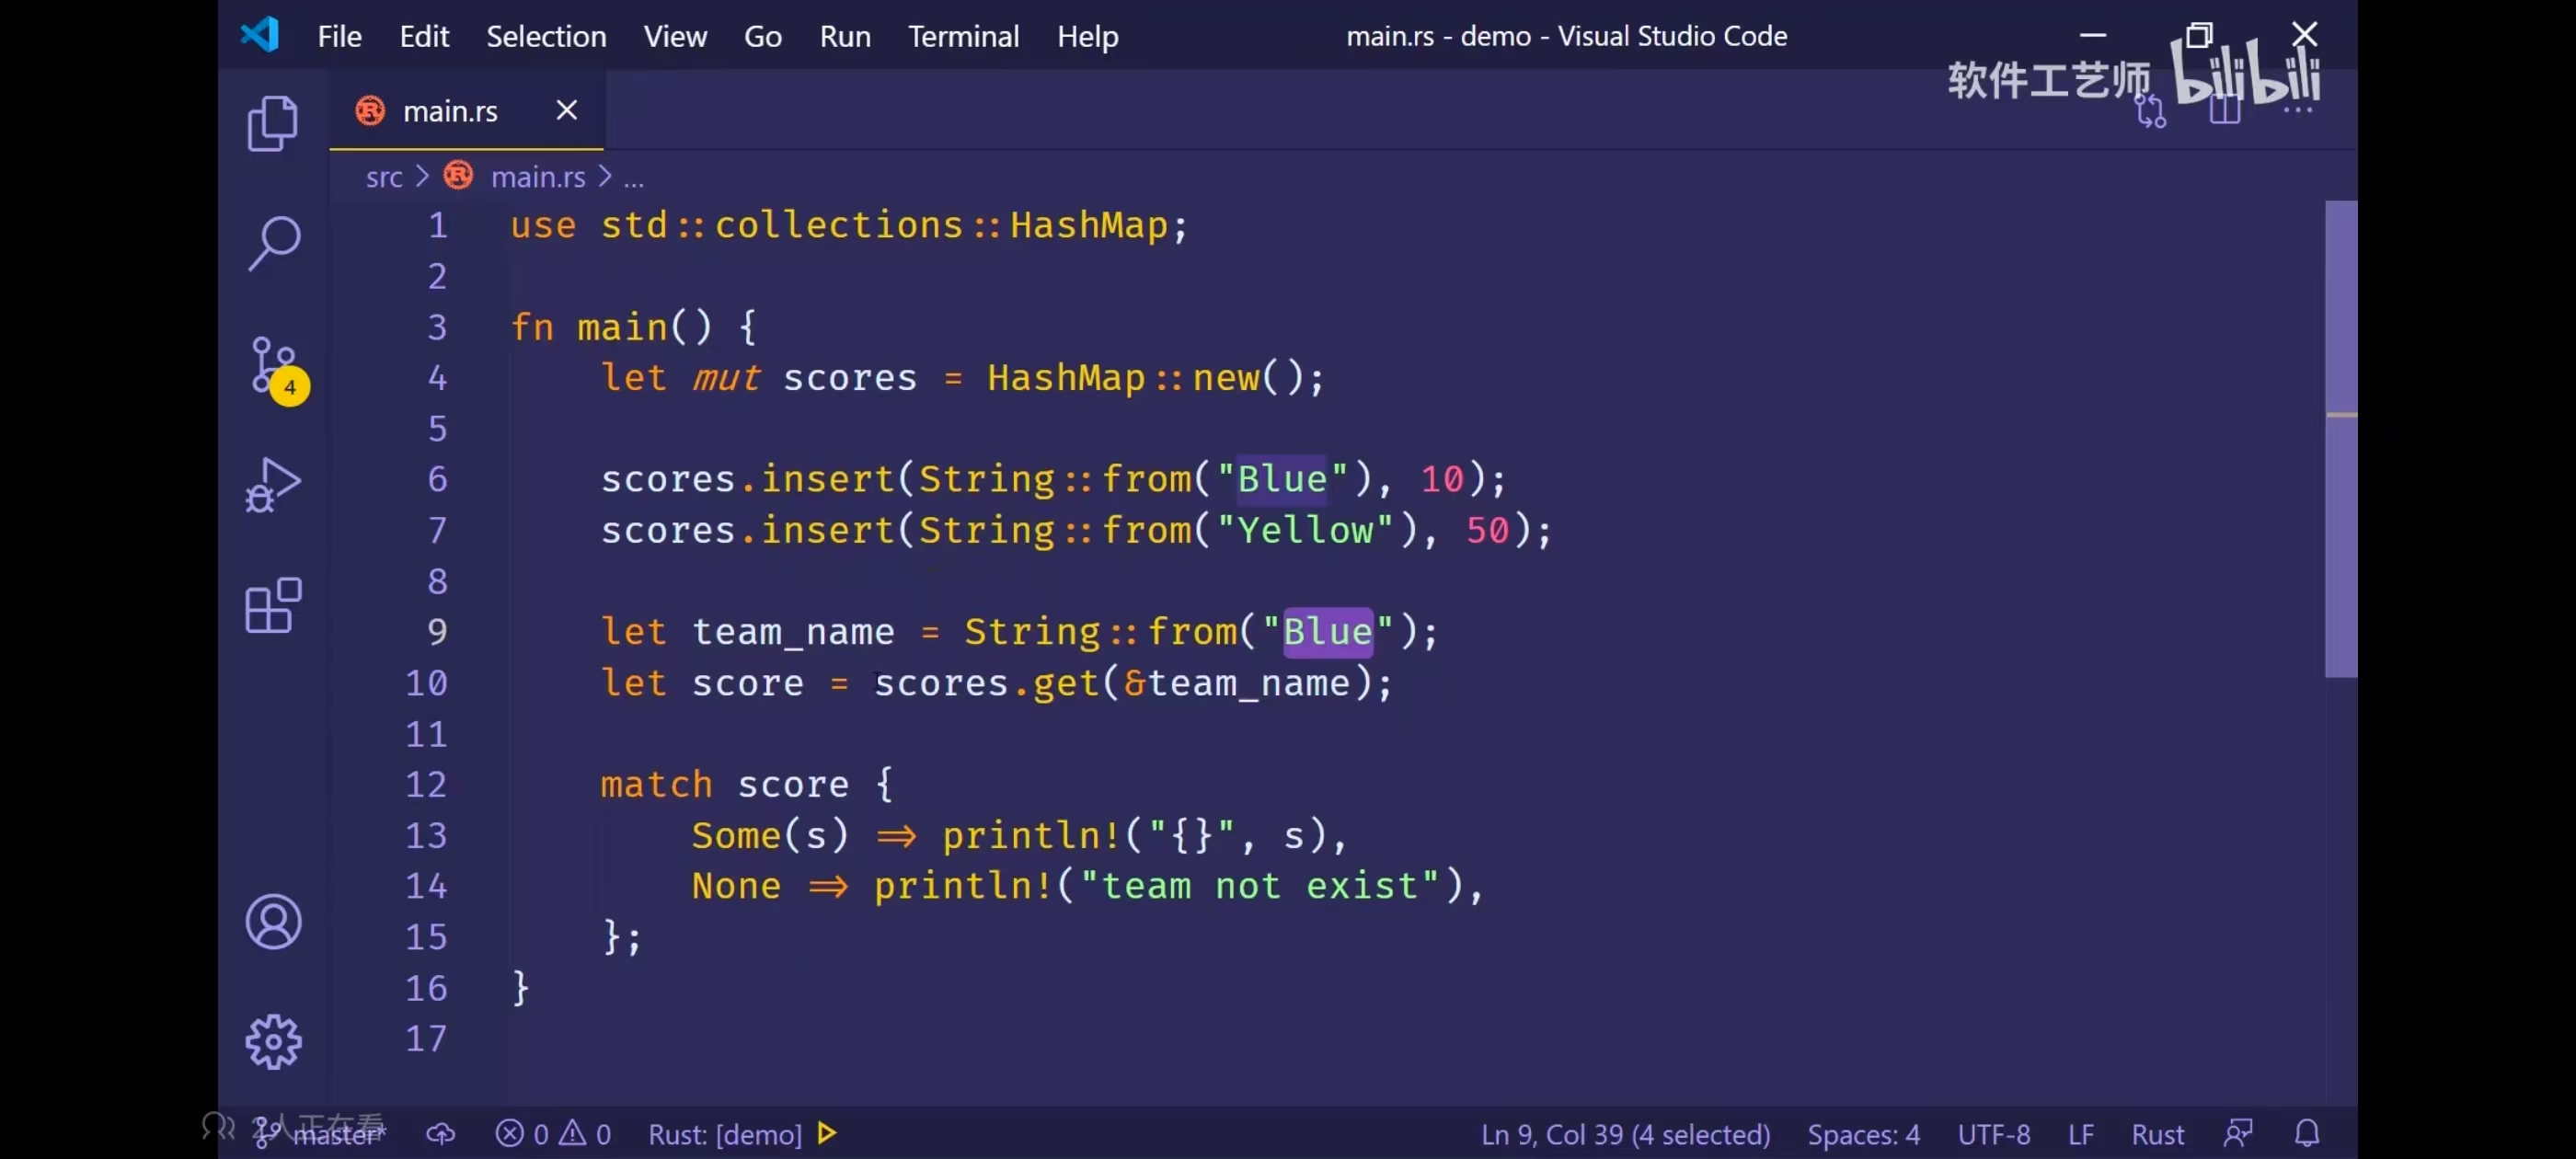 File Edit Selection View Go Run Terminal Help main.rs - demo - Visual Studio Code
软件工艺师 bilibili
main.rs
src > main.rs > ...
1 use std::collections::HashMap;
2
3 fn main() {
4     let mut scores = HashMap::new();
5
6     scores.insert(String::from("Blue"), 10);
7     scores.insert(String::from("Yellow"), 50);
8
9     let team_name = String::from("Blue");
10     let score = scores.get(&team_name);
11
12     match score {
13         Some(s) => println!("{}", s),
14         None => println!("team not exist"),
15     };
16 }
17
4
2人正在看
master* 0 0 Rust: [demo] Ln 9, Col 39 (4 selected) Spaces: 4 UTF-8 LF Rust